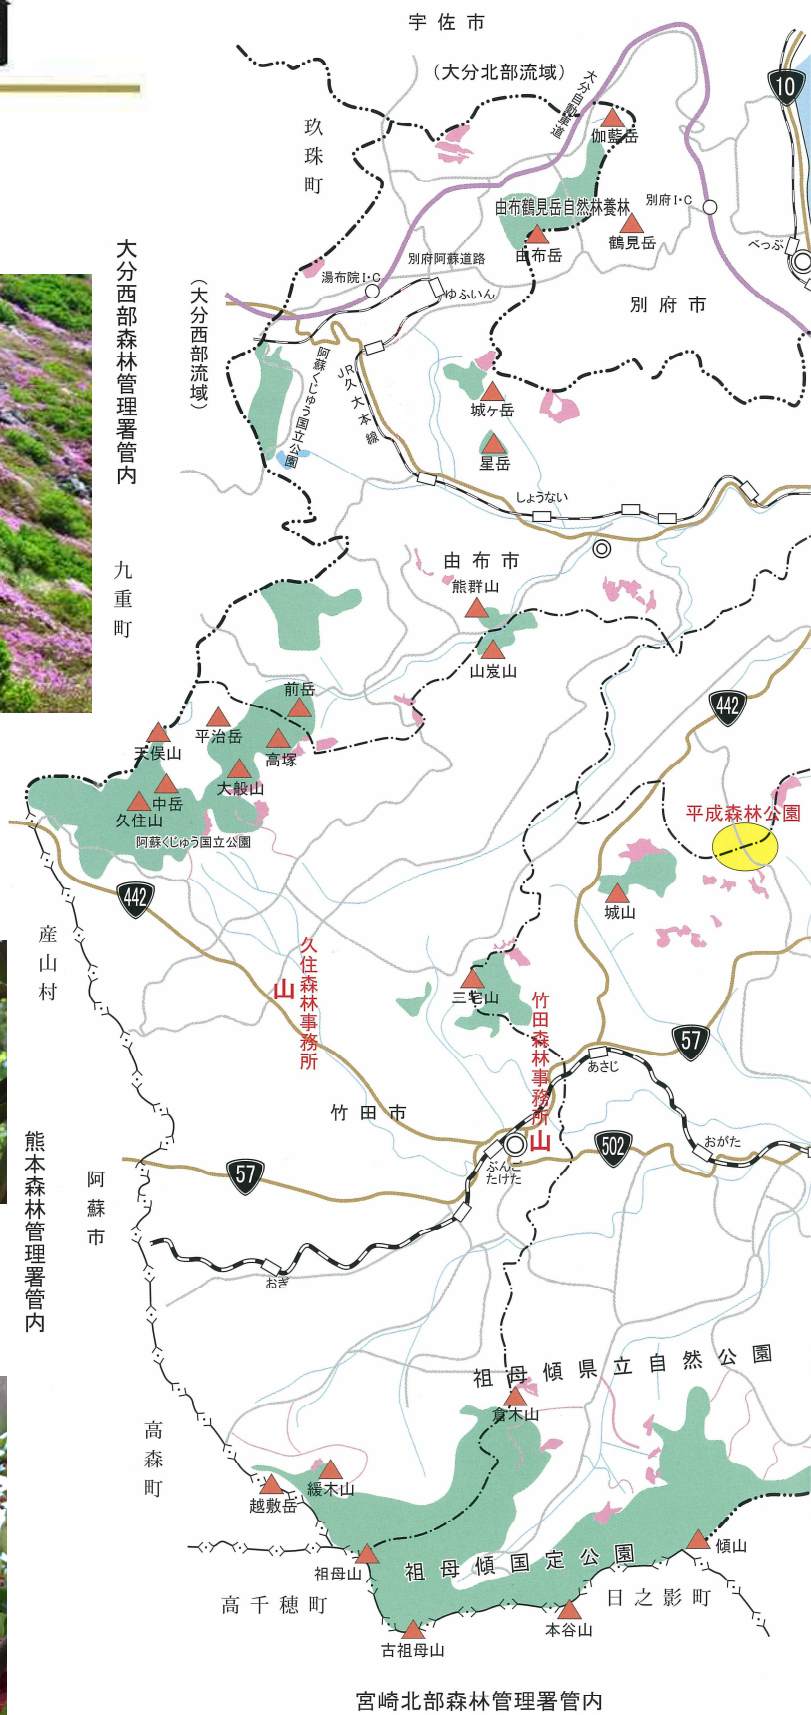 宇佐市
(大分北部流域)
大分自動車道
10
玖珠町
伽藍岳
由布鶴見岳自然休養林
別府I・C
鶴見岳
由布岳
べっぷ
大分西部森林管理署管内
(大分西部流域)
湯布院I・C
別府阿蘇道路
ゆふいん
別府市
阿蘇くじゅう国立公園
JR久大本線
城ヶ岳
星岳
しょうない
由布市
九重町
熊群山
山嵐山
前岳
442
平治岳
天俣山
高塚
大船山
中岳
久住山
阿蘇くじゅう国立公園
平成森林公園
442
城山
産山村
山
久住森林事務所
三宅山
竹田森林事務所
山
57
あさじ
竹田市
502
おがた
ぶんご
たけた
熊本森林管理署管内
57
阿蘇市
おぎ
祖母傾県立自然公園
倉木山
高森町
緩木山
越敷岳
祖母山
祖母傾国定公園
傾山
高千穂町
日之影町
本谷山
古祖母山
宮崎北部森林管理署管内